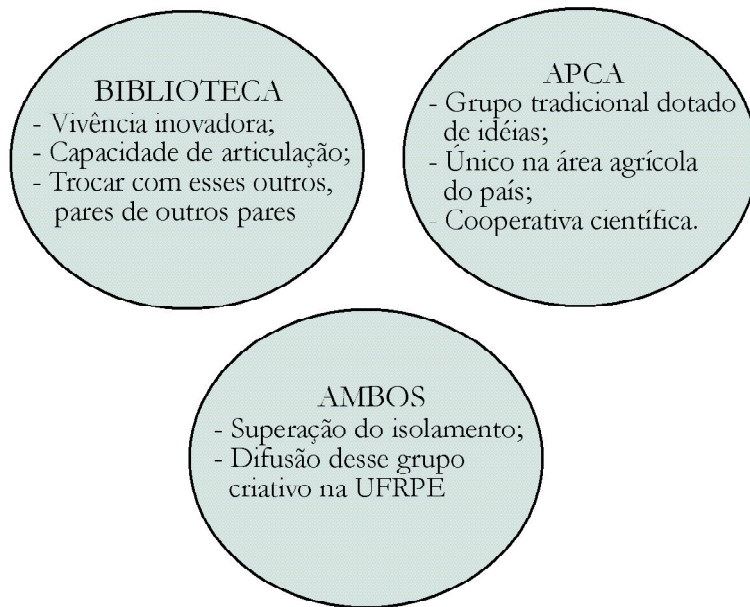 BIBLIOTECA
- Vivência inovadora;
- Capacidade de articulação;
- Trocar com esses outros,
pares de outros pares
APCA
- Grupo tradicional dotado
de idéias;
- Único na área agrícola
do país;
- Cooperativa científica.
AMBOS
- Superação do isolamento;
- Difusão desse grupo
criativo na UFRPE